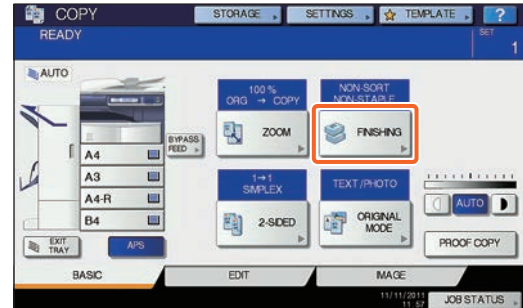 COPY
STORAGE
SETTINGS
TEMPLATE
?
READY
SET
1
AUTO
100 %
ORG → COPY
NON-SORT
NON-STAPLE
ZOOM
FINISHING
BYPASS
FEED
A4
A3
A4-R
B4
1→1
SIMPLEX
TEXT/PHOTO
2-SIDED
ORIGINAL
MODE
AUTO
EXIT
TRAY
APS
PROOF COPY
BASIC
EDIT
IMAGE
11/11/2011
11:57
JOB STATUS